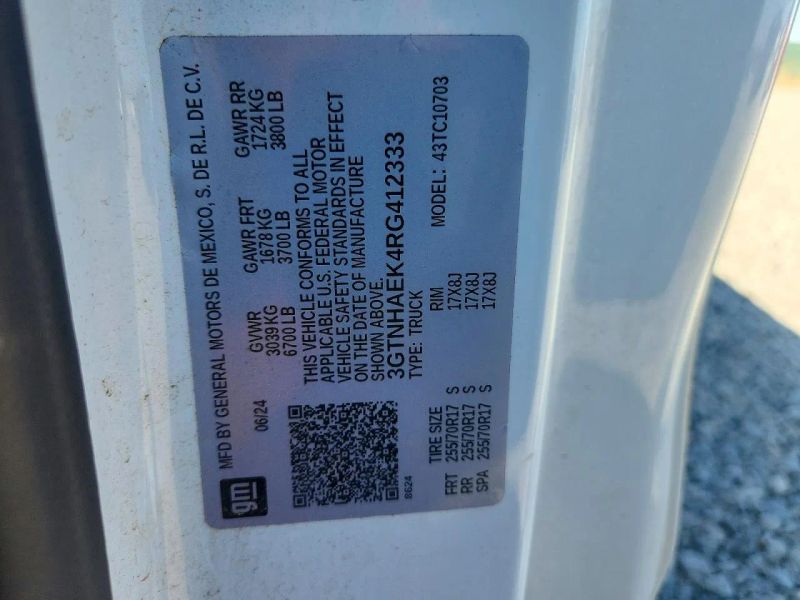 gm
MFD BY GENERAL MOTORS DE MEXICO, S. DE R.L. DE C.V.
06/24
GVWR GAWR FRT GAWR RR
3039 KG 1678 KG 1724 KG
6700 LB 3700 LB 3800 LB
THIS VEHICLE CONFORMS TO ALL
APPLICABLE U.S. FEDERAL MOTOR
VEHICLE SAFETY STANDARDS IN EFFECT
ON THE DATE OF MANUFACTURE
SHOWN ABOVE.
3GTNHAEK4RG412333
TYPE: TRUCK
MODEL: 43TC10703
8624
TIRE SIZE RIM
FRT 255/70R17 S 17X8J
RR 255/70R17 S 17X8J
SPA 255/70R17 S 17X8J